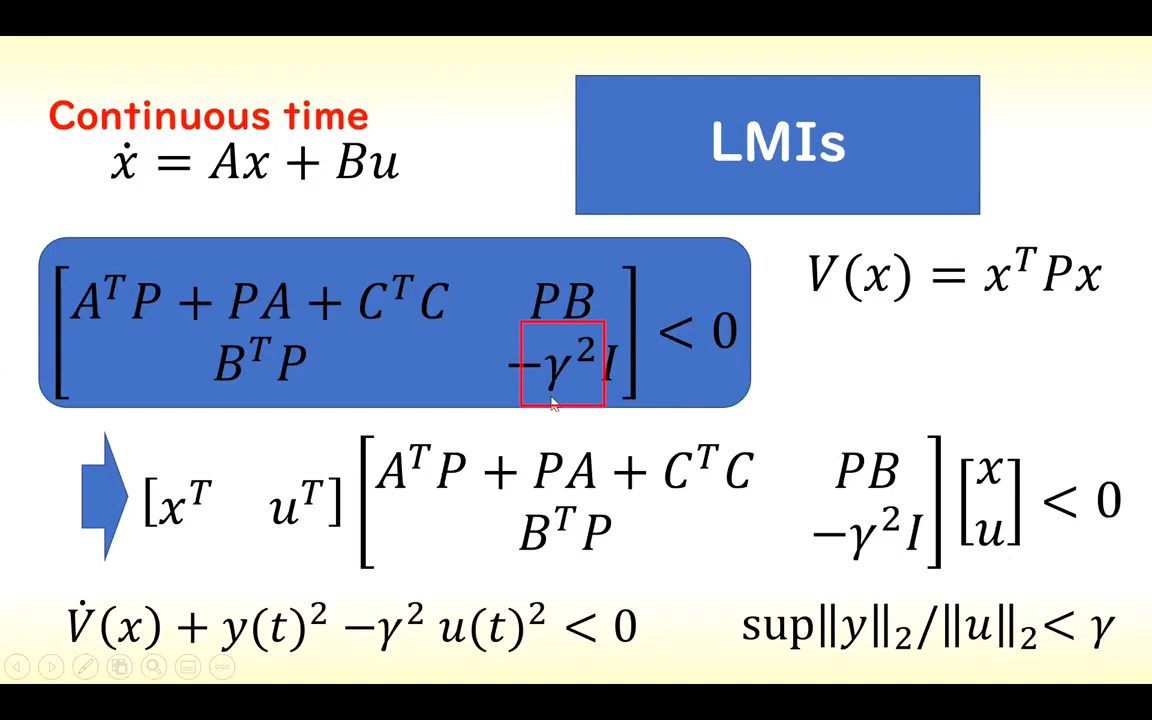 Continuous time
ẋ = Ax + Bu
LMIs
[A^T P + PA + C^T C   PB
B^T P   −γ^2 I] < 0
V(x) = x^T Px
[x^T   u^T] [A^T P + PA + C^T C   PB
B^T P   −γ^2 I] [x
u] < 0
V̇(x) + y(t)^2 −γ^2 u(t)^2 < 0
sup‖y‖_2/‖u‖_2< γ